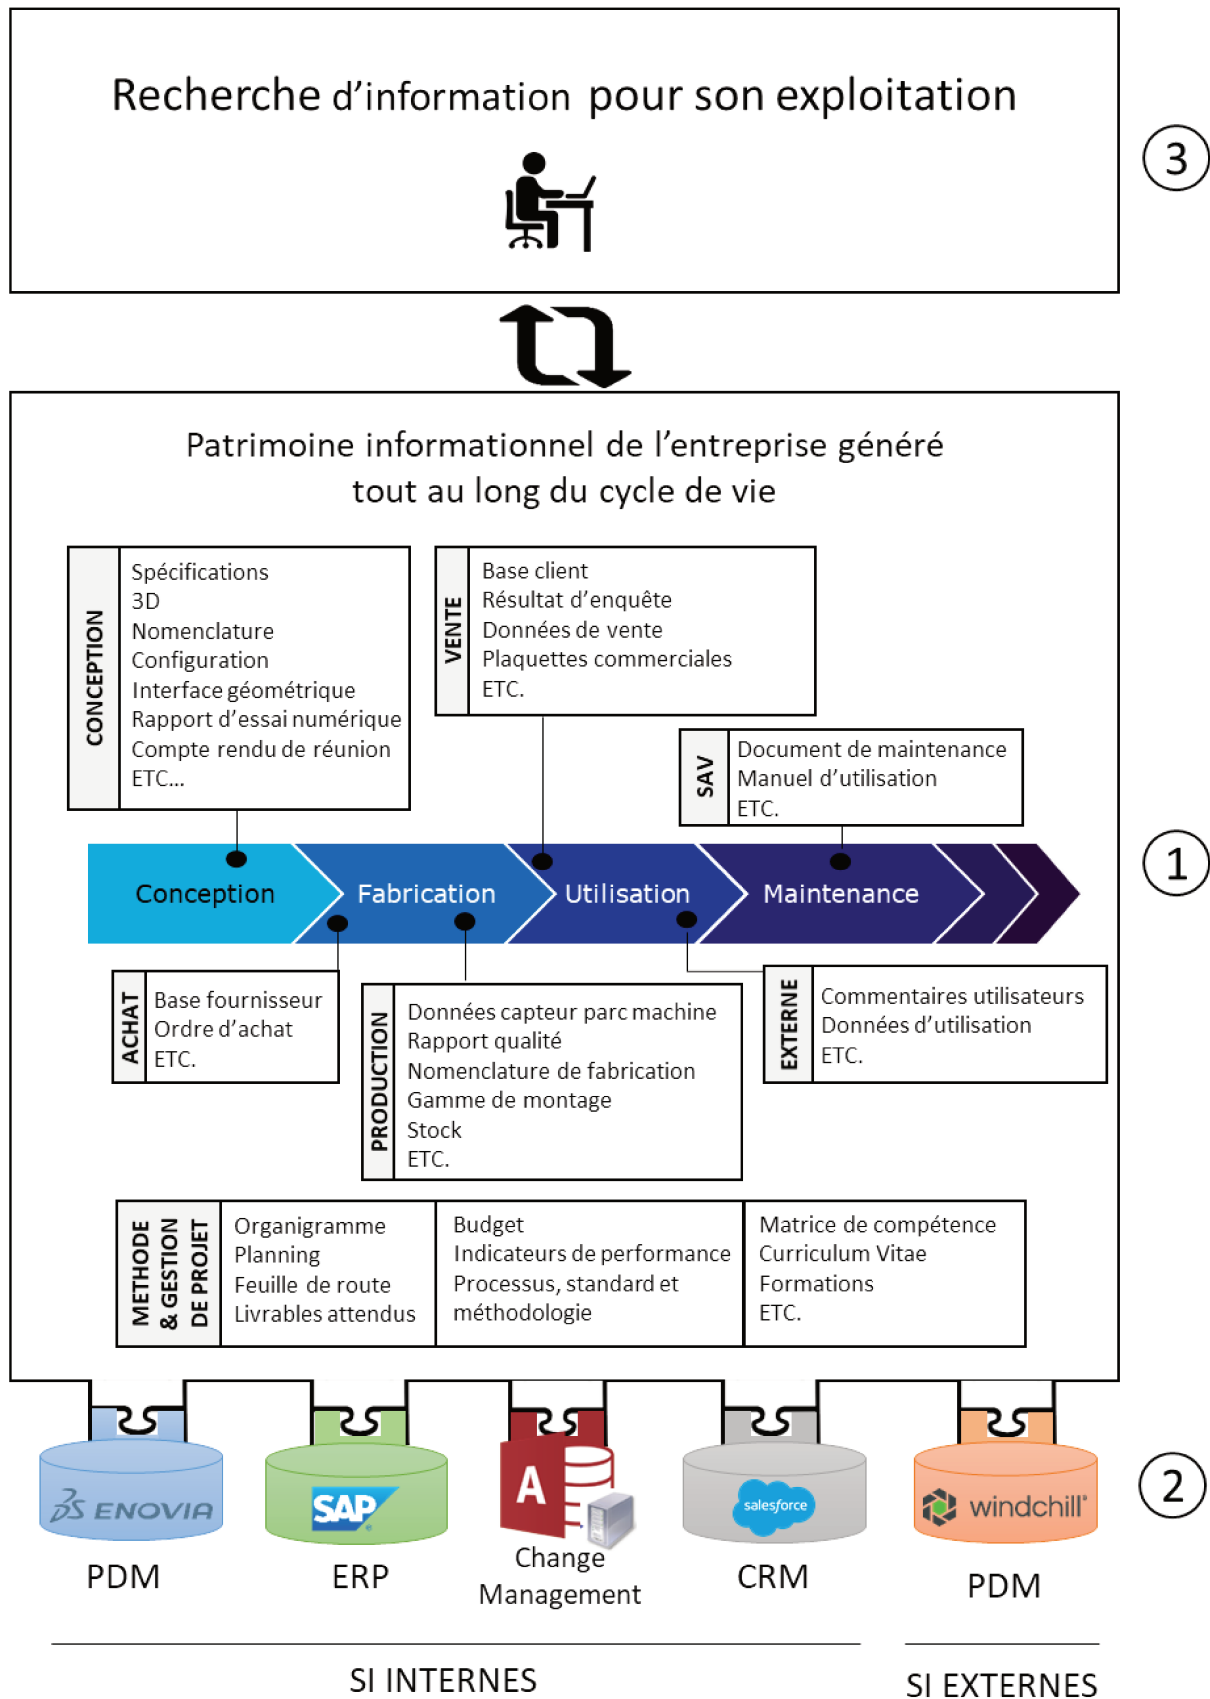 Recherche d'information pour son exploitation
3
Patrimoine informationnel de l'entreprise généré
tout au long du cycle de vie
CONCEPTION
Spécifications
3D
Nomenclature
Configuration
Interface géométrique
Rapport d'essai numérique
Compte rendu de réunion
ETC...
VENTE
Base client
Résultat d'enquête
Données de vente
Plaquettes commerciales
ETC.
SAV
Document de maintenance
Manuel d'utilisation
ETC.
Conception
Fabrication
Utilisation
Maintenance
1
ACHAT
Base fournisseur
Ordre d'achat
ETC.
PRODUCTION
Données capteur parc machine
Rapport qualité
Nomenclature de fabrication
Gamme de montage
Stock
ETC.
EXTERNE
Commentaires utilisateurs
Données d'utilisation
ETC.
METHODE
& GESTION
DE PROJET
Organigramme
Planning
Feuille de route
Livrables attendus
Budget
Indicateurs de performance
Processus, standard et
méthodologie
Matrice de compétence
Curriculum Vitae
Formations
ETC.
3S ENOVIA
SAP
A
salesforce
windchill
2
PDM
ERP
Change
Management
CRM
PDM
SI INTERNES
SI EXTERNES